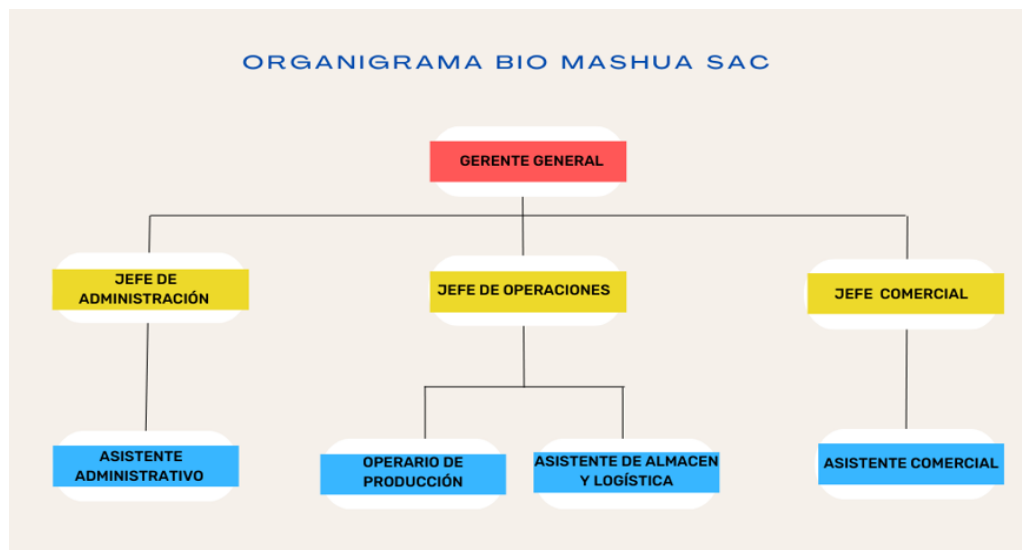 ORGANIGRAMA BIO MASHUA SAC
GERENTE GENERAL
JEFE DE
ADMINISTRACIÓN
JEFE DE OPERACIONES
JEFE COMERCIAL
ASISTENTE
ADMINISTRATIVO
OPERARIO DE
PRODUCCIÓN
ASISTENTE DE ALMACEN
Y LOGÍSTICA
ASISTENTE COMERCIAL